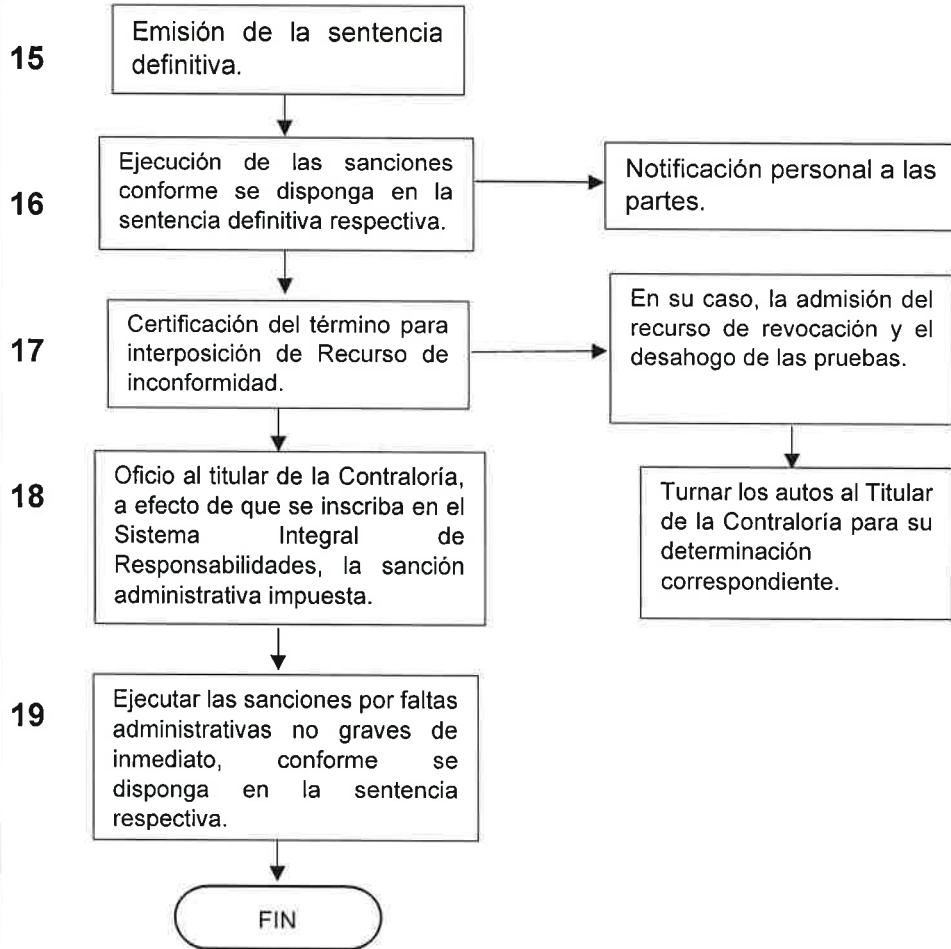 15
Emisión de la sentencia
definitiva.
16
Ejecución de las sanciones
conforme se disponga en la
sentencia definitiva respectiva.
Notificación personal a las
partes.
17
Certificación del término para
interposición de Recurso de
inconformidad.
En su caso, la admisión del
recurso de revocación y el
desahogo de las pruebas.
18
Oficio al titular de la Contraloría,
a efecto de que se inscriba en el
Sistema Integral de
Responsabilidades, la sanción
administrativa impuesta.
Turnar los autos al Titular
de la Contraloría para su
determinación
correspondiente.
19
Ejecutar las sanciones por faltas
administrativas no graves de
inmediato, conforme se
disponga en la sentencia
respectiva.
FIN